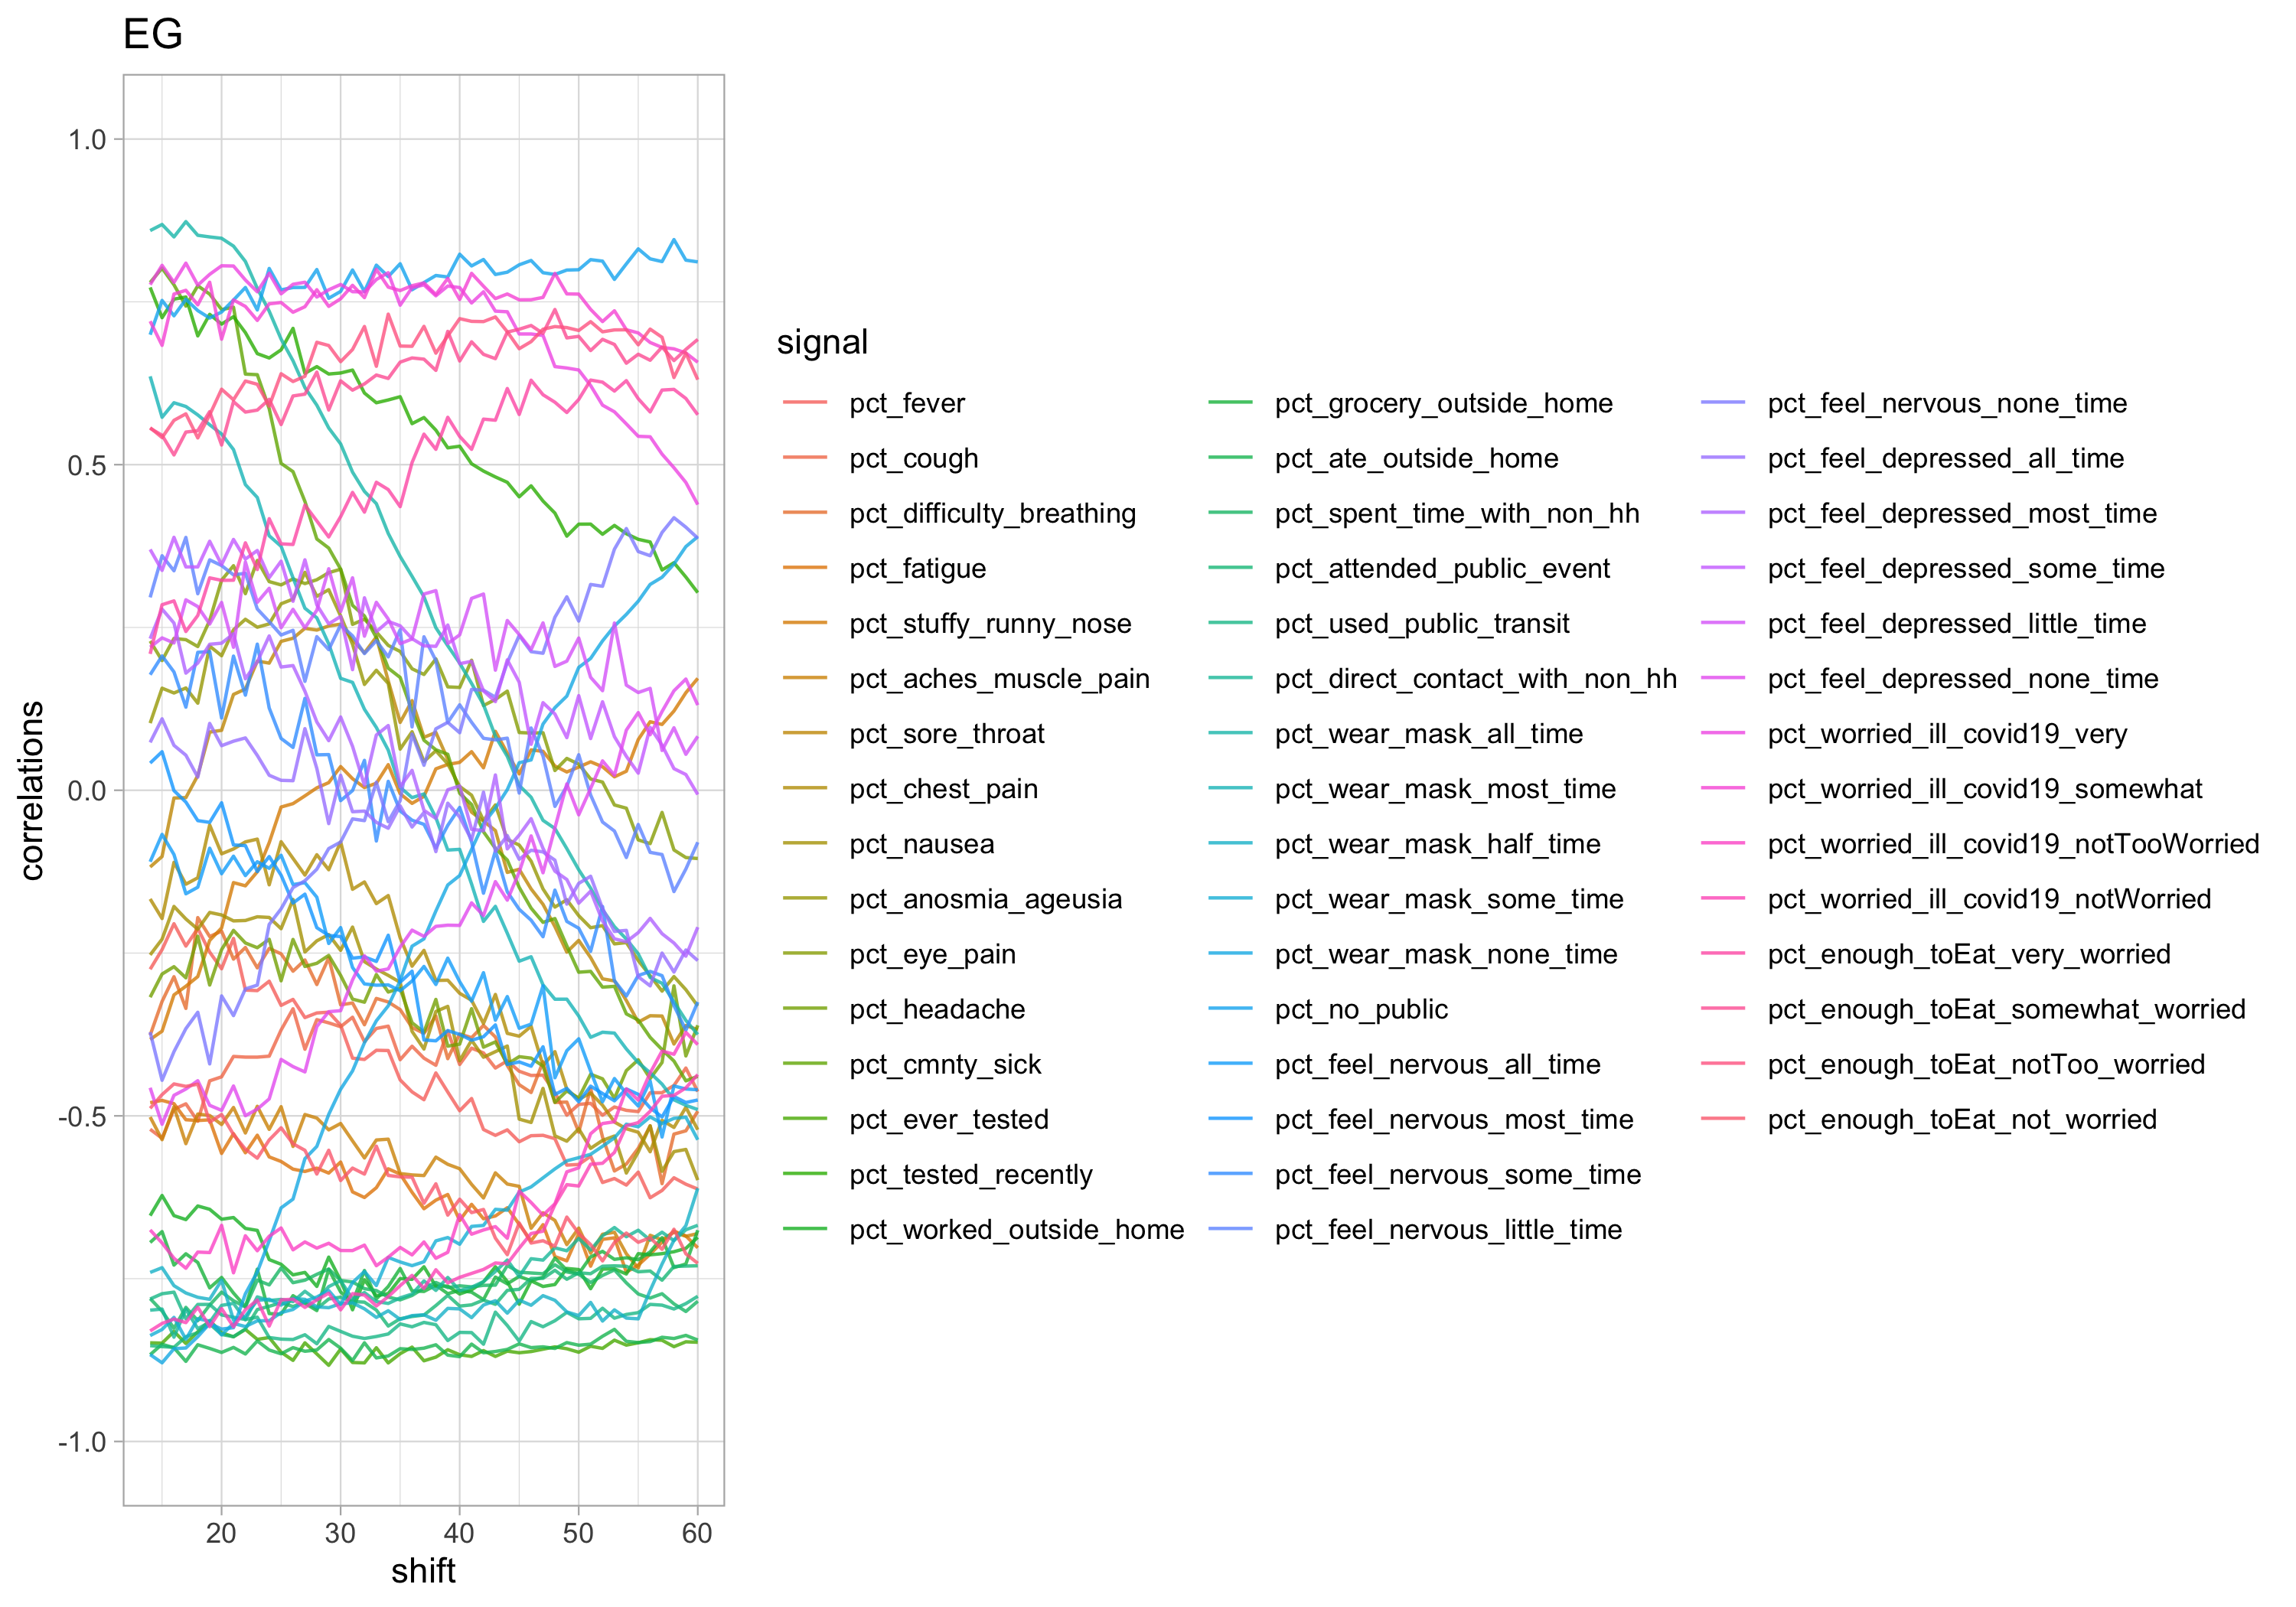 EG
1.0
0.5
0.0
-0.5
-1.0
correlations
20 30 40 50 60
shift
signal
pct_fever
pct_cough
pct_difficulty_breathing
pct_fatigue
pct_stuffy_runny_nose
pct_aches_muscle_pain
pct_sore_throat
pct_chest_pain
pct_nausea
pct_anosmia_ageusia
pct_eye_pain
pct_headache
pct_cmnty_sick
pct_ever_tested
pct_tested_recently
pct_worked_outside_home
pct_grocery_outside_home
pct_ate_outside_home
pct_spent_time_with_non_hh
pct_attended_public_event
pct_used_public_transit
pct_direct_contact_with_non_hh
pct_wear_mask_all_time
pct_wear_mask_most_time
pct_wear_mask_half_time
pct_wear_mask_some_time
pct_wear_mask_none_time
pct_no_public
pct_feel_nervous_all_time
pct_feel_nervous_most_time
pct_feel_nervous_some_time
pct_feel_nervous_little_time
pct_feel_nervous_none_time
pct_feel_depressed_all_time
pct_feel_depressed_most_time
pct_feel_depressed_some_time
pct_feel_depressed_little_time
pct_feel_depressed_none_time
pct_worried_ill_covid19_very
pct_worried_ill_covid19_somewhat
pct_worried_ill_covid19_notTooWorried
pct_worried_ill_covid19_notWorried
pct_enough_toEat_very_worried
pct_enough_toEat_somewhat_worried
pct_enough_toEat_notToo_worried
pct_enough_toEat_not_worried